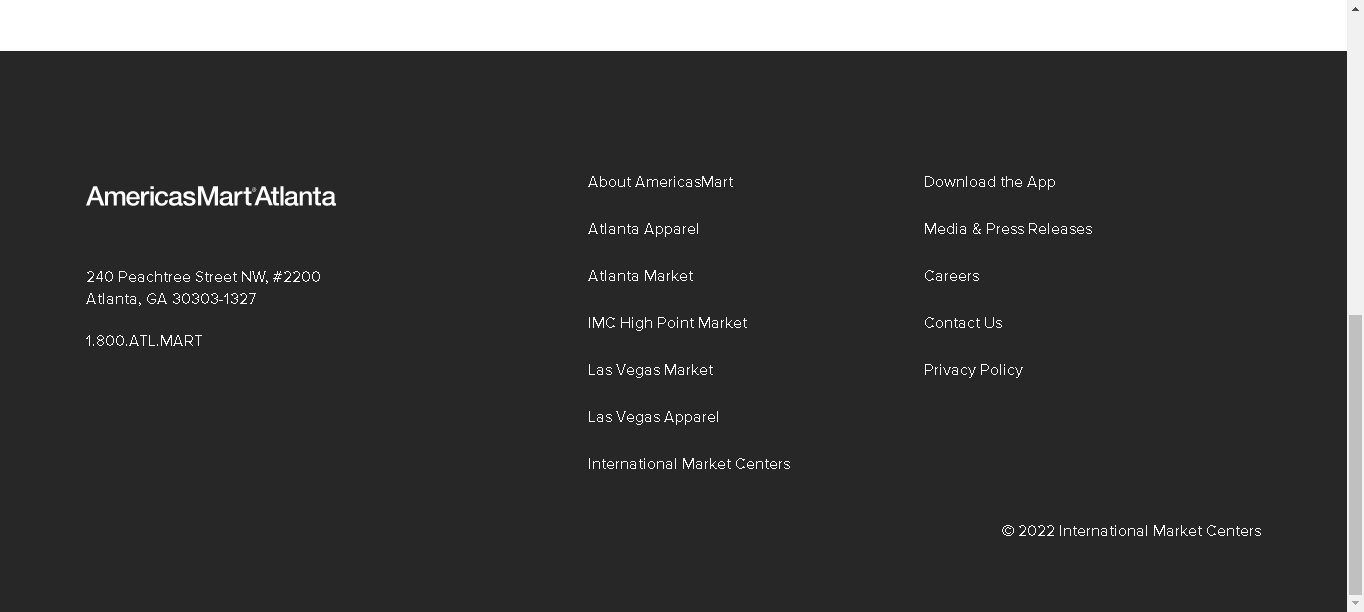 AmericasMart®Atlanta
240 Peachtree Street NW, #2200
Atlanta, GA 30303-1327
1.800.ATL.MART
About AmericasMart
Atlanta Apparel
Atlanta Market
IMC High Point Market
Las Vegas Market
Las Vegas Apparel
International Market Centers
Download the App
Media & Press Releases
Careers
Contact Us
Privacy Policy
© 2022 International Market Centers